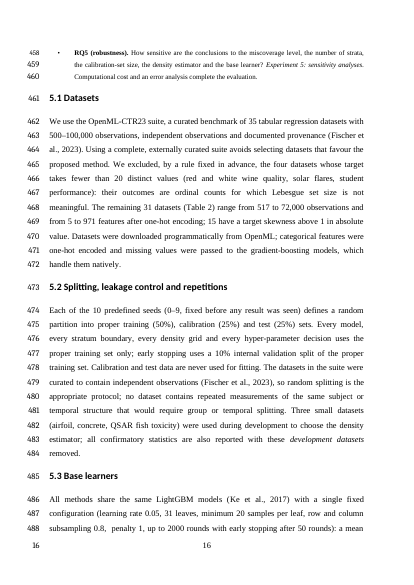 458 • RQ5 (robustness). How sensitive are the conclusions to the miscoverage level, the number of strata,
459 the calibration-set size, the density estimator and the base learner? Experiment 5: sensitivity analyses.
460 Computational cost and an error analysis complete the evaluation.
461 5.1 Datasets
462 We use the OpenML-CTR23 suite, a curated benchmark of 35 tabular regression datasets with
463 500–100,000 observations, independent observations and documented provenance (Fischer et
464 al., 2023). Using a complete, externally curated suite avoids selecting datasets that favour the
465 proposed method. We excluded, by a rule fixed in advance, the four datasets whose target
466 takes fewer than 20 distinct values (red and white wine quality, solar flares, student
467 performance): their outcomes are ordinal counts for which Lebesgue set size is not
468 meaningful. The remaining 31 datasets (Table 2) range from 517 to 72,000 observations and
469 from 5 to 971 features after one-hot encoding; 15 have a target skewness above 1 in absolute
470 value. Datasets were downloaded programmatically from OpenML; categorical features were
471 one-hot encoded and missing values were passed to the gradient-boosting models, which
472 handle them natively.
473 5.2 Splitting, leakage control and repetitions
474 Each of the 10 predefined seeds (0–9, fixed before any result was seen) defines a random
475 partition into proper training (50%), calibration (25%) and test (25%) sets. Every model,
476 every stratum boundary, every density grid and every hyper-parameter decision uses the
477 proper training set only; early stopping uses a 10% internal validation split of the proper
478 training set. Calibration and test data are never used for fitting. The datasets in the suite were
479 curated to contain independent observations (Fischer et al., 2023), so random splitting is the
480 appropriate protocol; no dataset contains repeated measurements of the same subject or
481 temporal structure that would require group or temporal splitting. Three small datasets
482 (airfoil, concrete, QSAR fish toxicity) were used during development to choose the density
483 estimator; all confirmatory statistics are also reported with these development datasets
484 removed.
485 5.3 Base learners
486 All methods share the same LightGBM models (Ke et al., 2017) with a single fixed
487 configuration (learning rate 0.05, 31 leaves, minimum 20 samples per leaf, row and column
488 subsampling 0.8, penalty 1, up to 2000 rounds with early stopping after 50 rounds): a mean
16 16